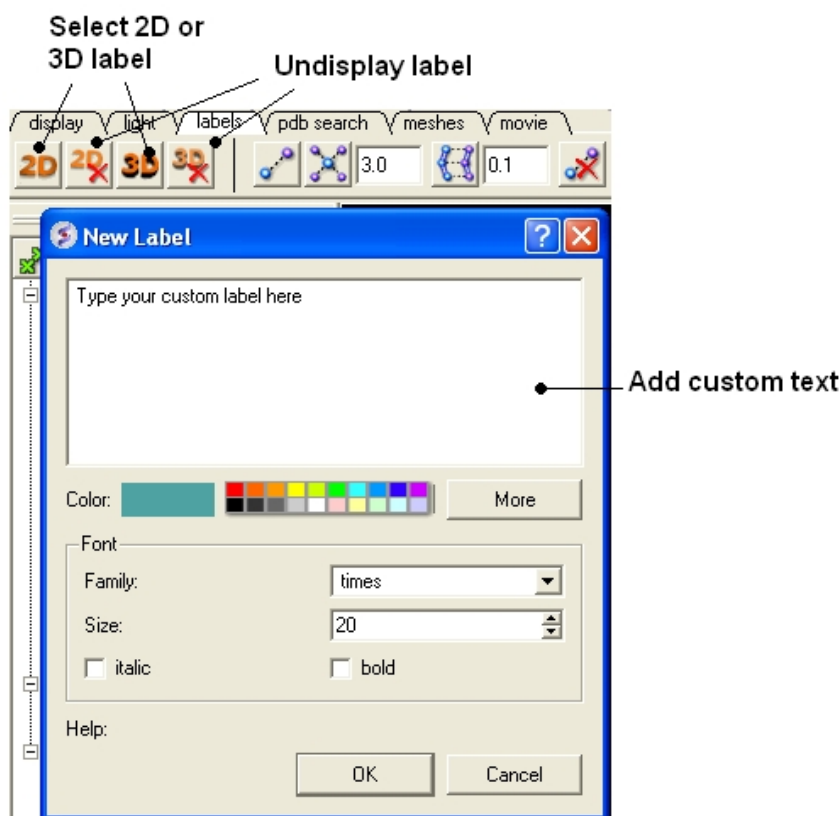 Select 2D or
3D label
Undisplay label
display light labels pdb search meshes movie
2D 2D 3D 3D 3.0 0.1
New Label
Type your custom label here
Add custom text
Color: More
Font
Family: times
Size: 20
italic bold
Help:
OK Cancel